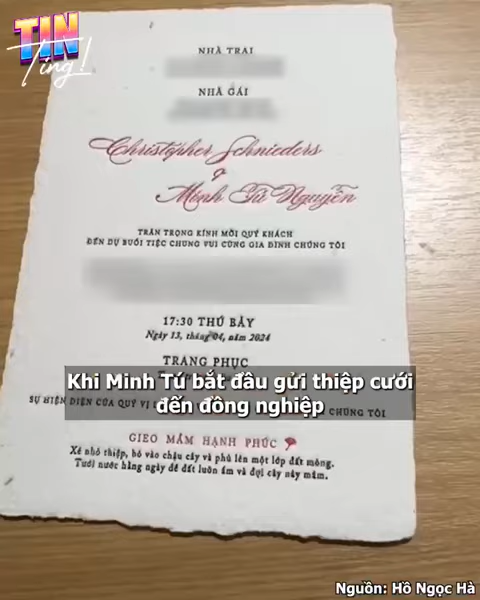 TIN
Ting!
NHÀ TRAI
NHÀ GÁI
Christopher Schnieders
&
Minh Tú Nguyễn
TRÂN TRỌNG KÍNH MỜI QUÝ KHÁCH
ĐẾN DỰ BUỔI TIỆC CHUNG VUI CÙNG GIA ĐÌNH CHÚNG TÔI
17:30 THỨ BẢY
Ngày 13, tháng 04, năm 2024
TRANG PHỤC
Khi Minh Tú bắt đầu gửi thiệp cưới
đến đồng nghiệp
SỰ HIỆN DIỆN CỦA QUÝ VỊ CHÚNG TÔI
GIEO MẦM HẠNH PHÚC
Xé nhỏ thiệp, bỏ vào chậu cây và phủ lên một lớp đất mỏng.
Tưới nước hàng ngày để đất luôn ẩm và đợi cây nảy mầm.
Nguồn: Hồ Ngọc Hà